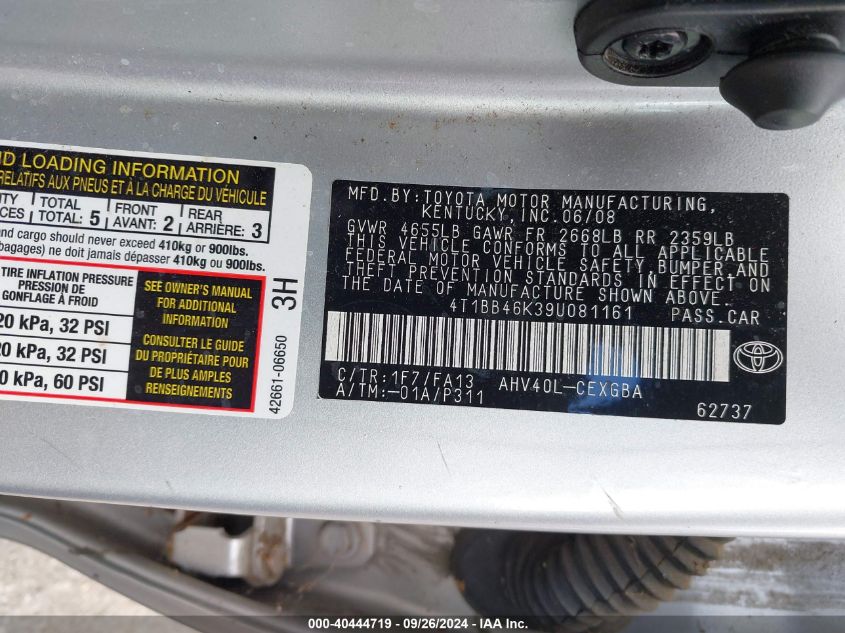 ND LOADING INFORMATION
RELATIFS AUX PNEUS ET À LA CHARGE DU VÉHICULE
TOTAL
TOTAL: 5
FRONT
AVANT: 2
REAR
ARRIÈRE: 3
and cargo should never exceed 410kg or 900lbs.
bagages) ne doit jamais dépasser 410kg ou 900lbs.
TIRE INFLATION PRESSURE
PRESSION DE
GONFLAGE À FROID
20 kPa, 32 PSI
20 kPa, 32 PSI
0 kPa, 60 PSI
SEE OWNER'S MANUAL
FOR ADDITIONAL
INFORMATION
CONSULTER LE GUIDE
DU PROPRIÉTAIRE POUR
DE PLUS AMPLES
RENSEIGNEMENTS
3H
42661-06650
MFD.BY:TOYOTA MOTOR MANUFACTURING,
KENTUCKY, INC.06/08
GVWR 4655LB GAWR FR 2668LB RR 2359LB
THIS VEHICLE CONFORMS TO ALL APPLICABLE
FEDERAL MOTOR VEHICLE SAFETY, BUMPER, AND
THEFT PREVENTION STANDARDS IN EFFECT ON
THE DATE OF MANUFACTURE SHOWN ABOVE.
4T1BB46K39U081161 PASS.CAR
C/TR:1F7/FA13 AHV40L-CEXGBA
A/TM:-01A/P311
62737
000-40444719 - 09/26/2024 - IAA Inc.